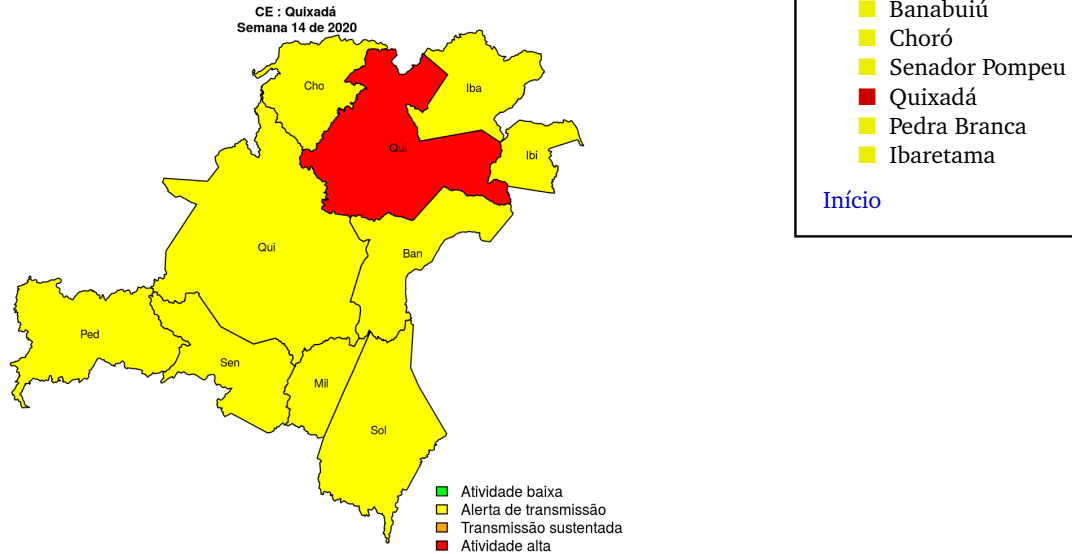 CE : Quixadá
Semana 14 de 2020
Cho
Iba
Qui
Ibi
Qui
Ban
Ped
Sen
Mil
Sol
Atividade baixa
Alerta de transmissão
Transmissão sustentada
Atividade alta
Banabuiú
Choró
Senador Pompeu
Quixadá
Pedra Branca
Ibaretama
Início